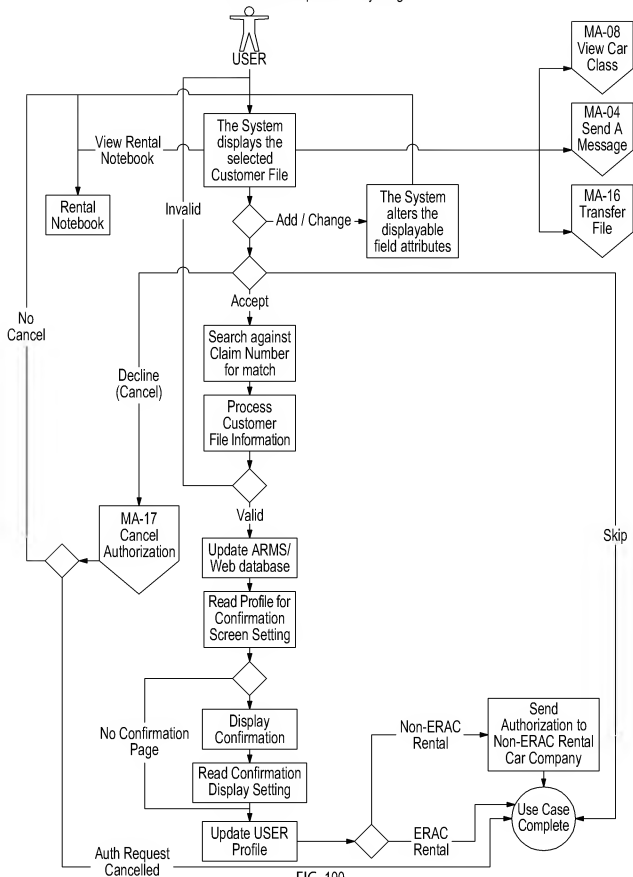 USER
MA-08
View Car
Class
The System
displays the
selected
Customer File
View Rental
Notebook
MA-04
Send A
Message
Rental
Notebook
Invalid
Add / Change
The System
alters the
displayable
field attributes
MA-16
Transfer
File
Accept
No
Cancel
Search against
Claim Number
for match
Decline
(Cancel)
Process
Customer
File Information
Valid
MA-17
Cancel
Authorization
Skip
Update ARMS/
Web database
Read Profile for
Confirmation
Screen Setting
No Confirmation
Page
Display
Confirmation
Non-ERAC
Rental
Send
Authorization to
Non-ERAC Rental
Car Company
Read Confirmation
Display Setting
Update USER
Profile
ERAC
Rental
Use Case
Complete
Auth Request
Cancelled